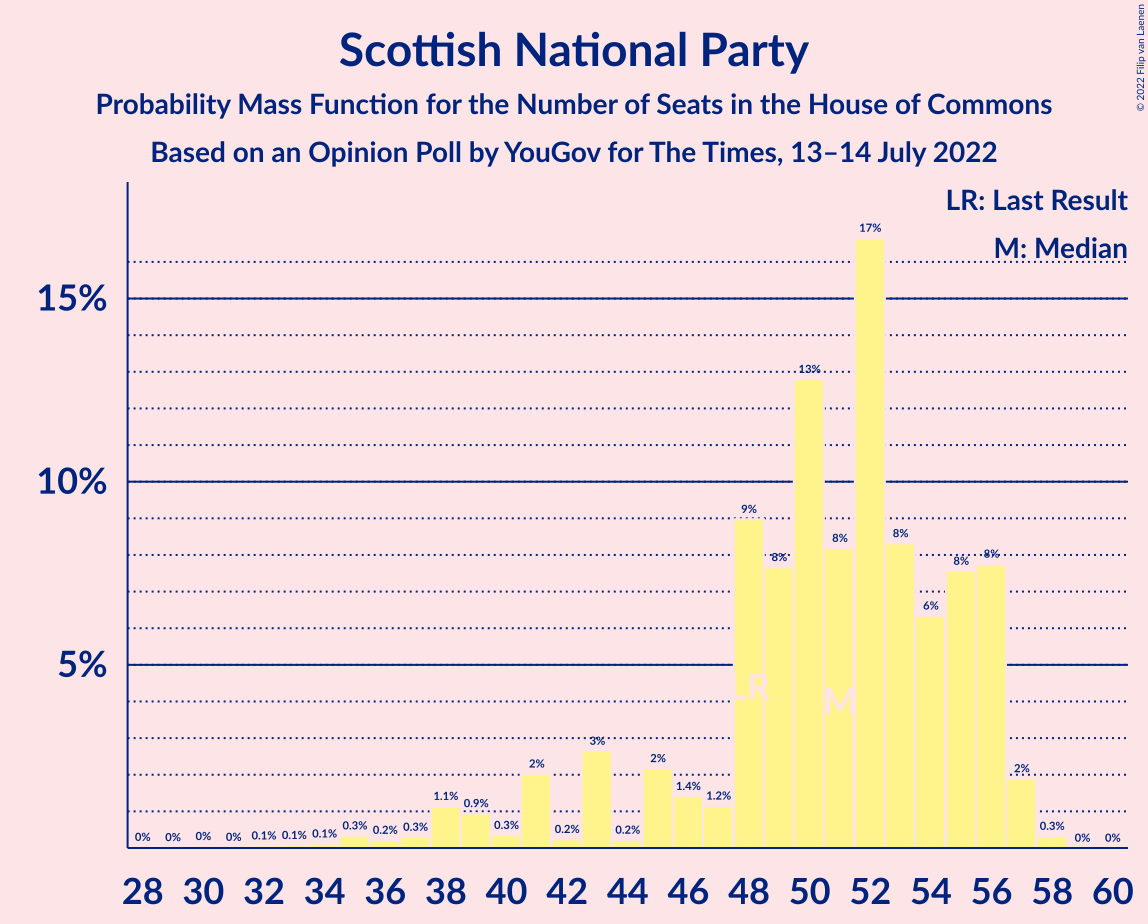 Scottish National Party
Probability Mass Function for the Number of Seats in the House of Commons
Based on an Opinion Poll by YouGov for The Times, 13–14 July 2022
© 2022 Filip van Laenen
LR: Last Result
M: Median
15%
10%
5%
0% 0% 0% 0% 0.1% 0.1% 0.1% 0.3% 0.2% 0.3% 1.1% 0.9% 0.3% 2% 0.2% 3% 0.2% 2% 1.4% 1.2% 9% 8% 13% 8% 17% 8% 6% 8% 8% 2% 0.3% 0% 0%
LR
M
28 30 32 34 36 38 40 42 44 46 48 50 52 54 56 58 60